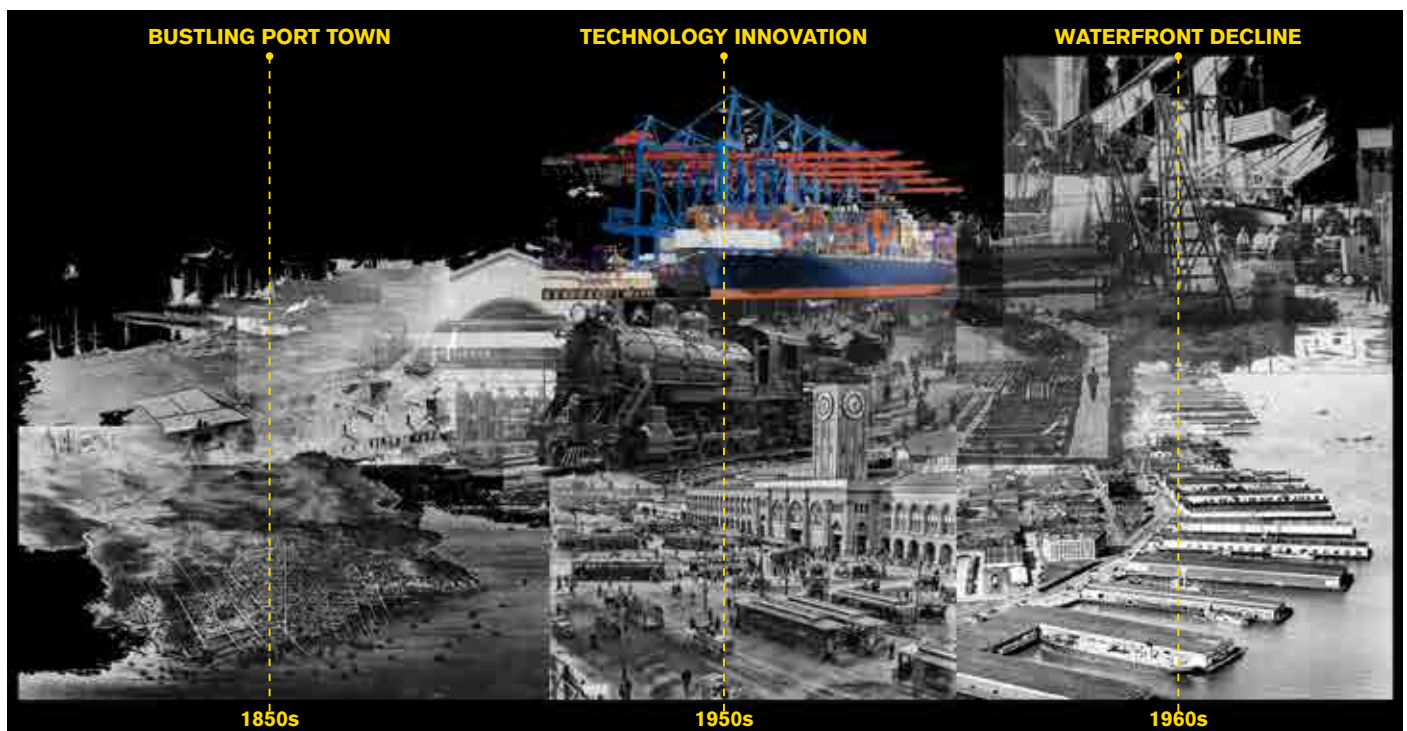 BUSTLING PORT TOWN
TECHNOLOGY INNOVATION
WATERFRONT DECLINE
1850s
1950s
1960s